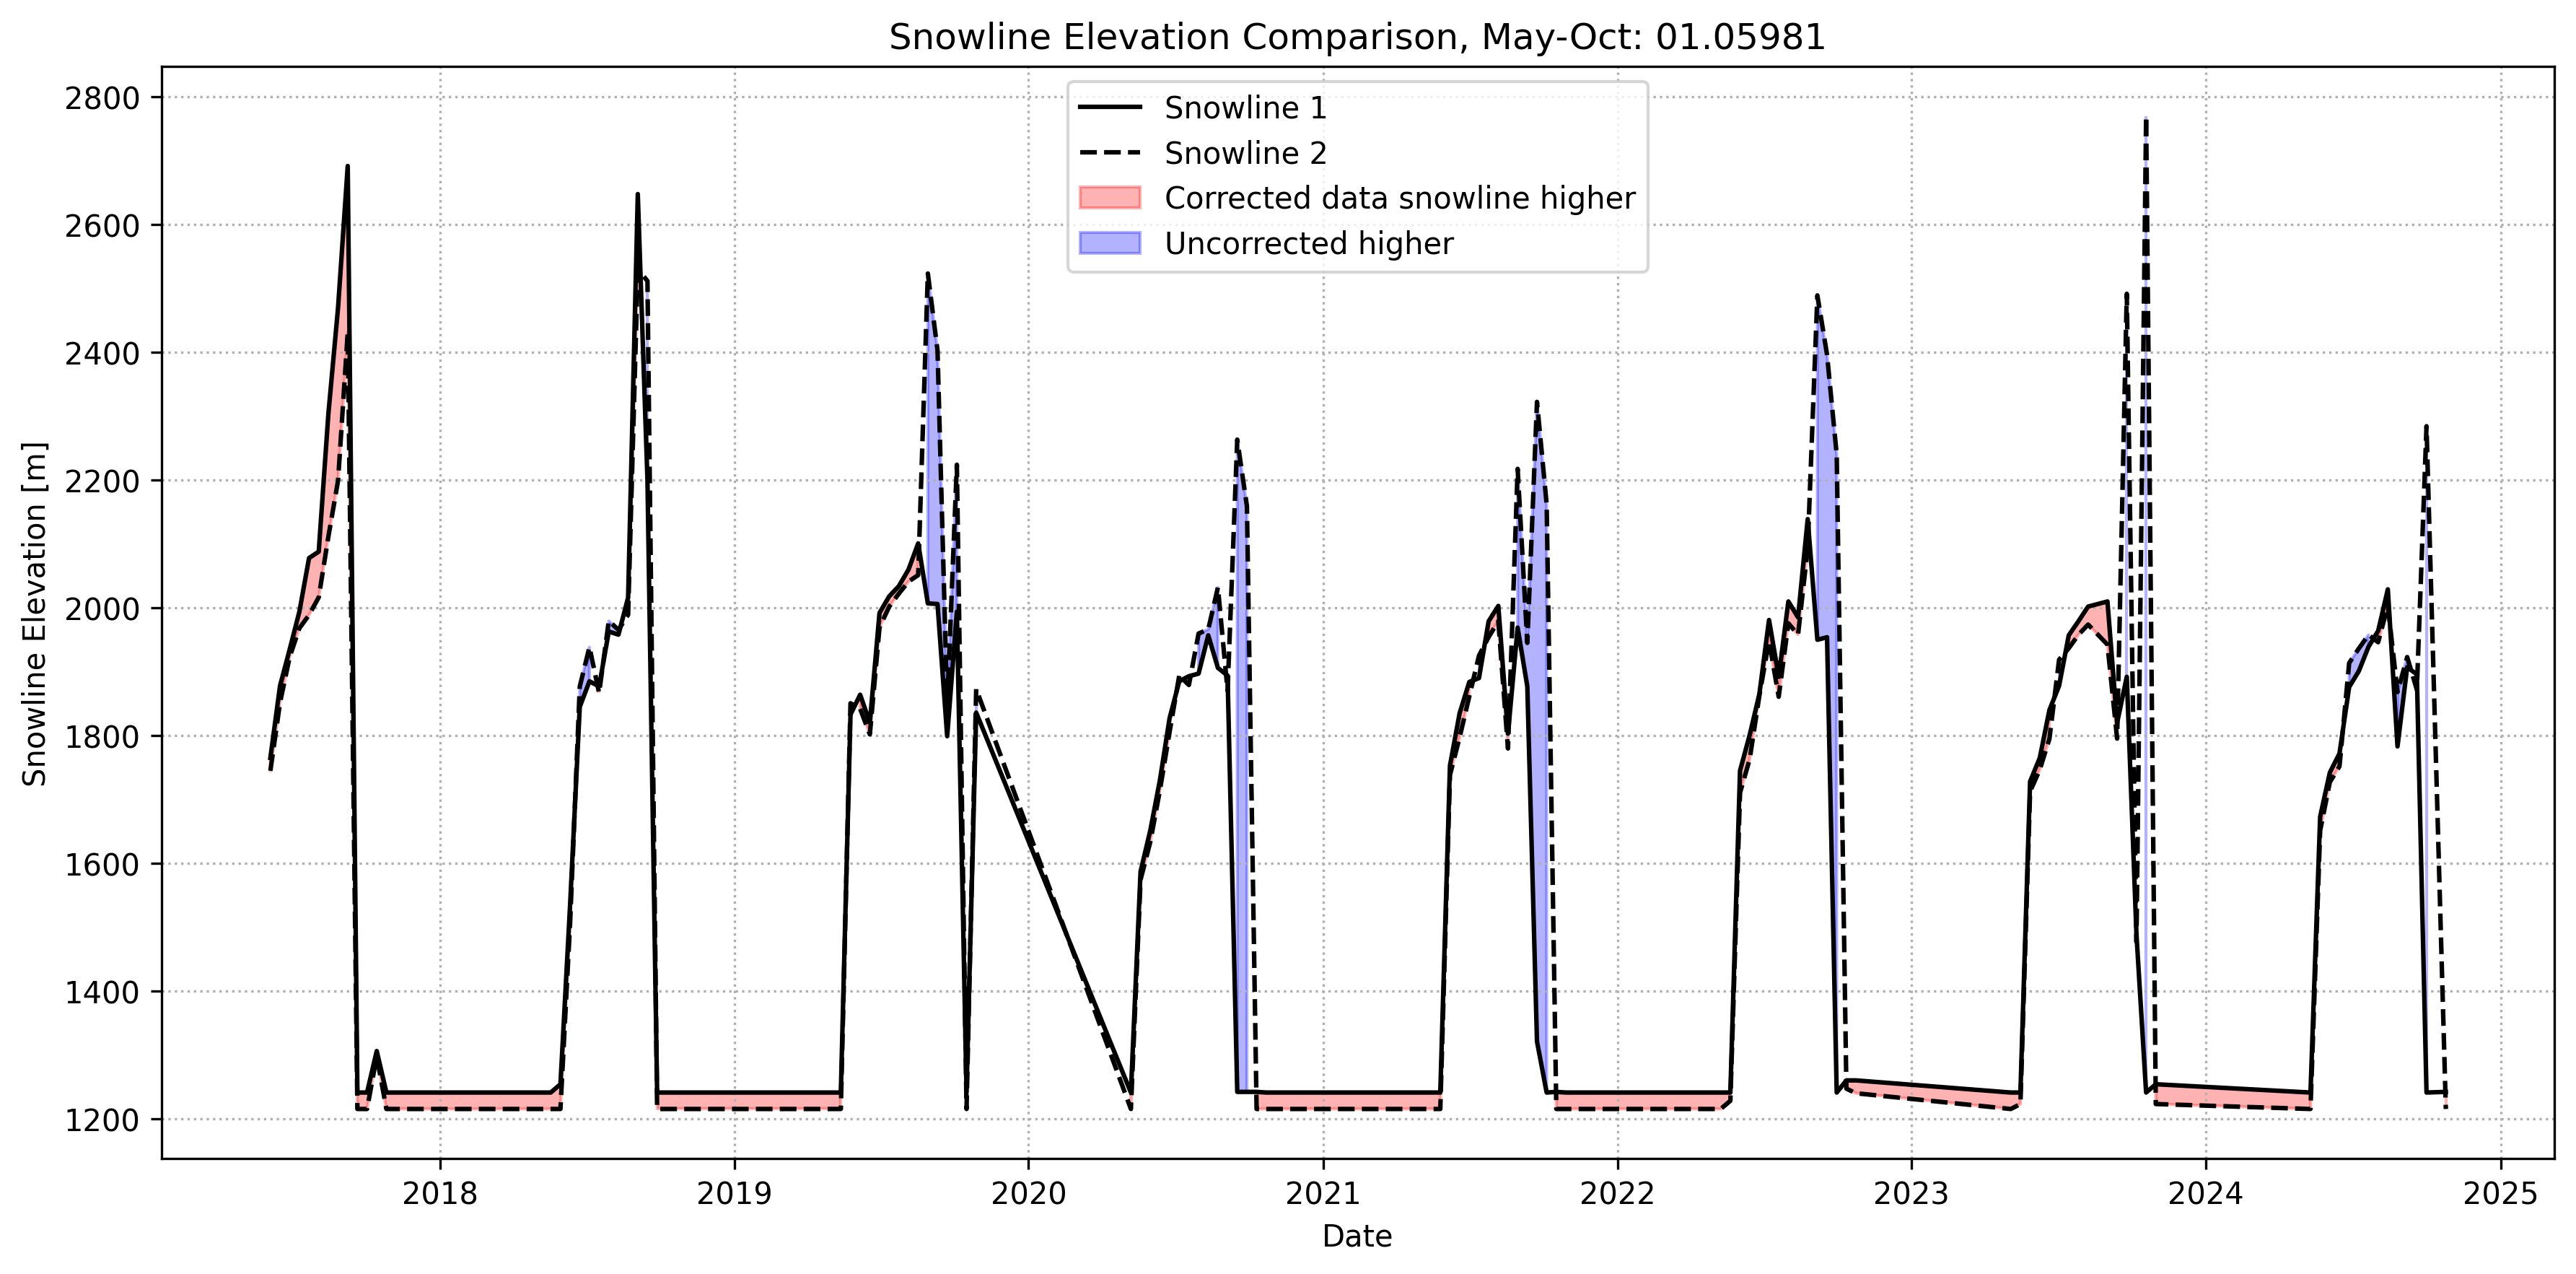 Snowline Elevation Comparison, May-Oct: 01.05981
Snowline 1
Snowline 2
Corrected data snowline higher
Uncorrected higher
Snowline Elevation [m]
2800
2600
2400
2200
2000
1800
1600
1400
1200
2018 2019 2020 2021 2022 2023 2024 2025
Date